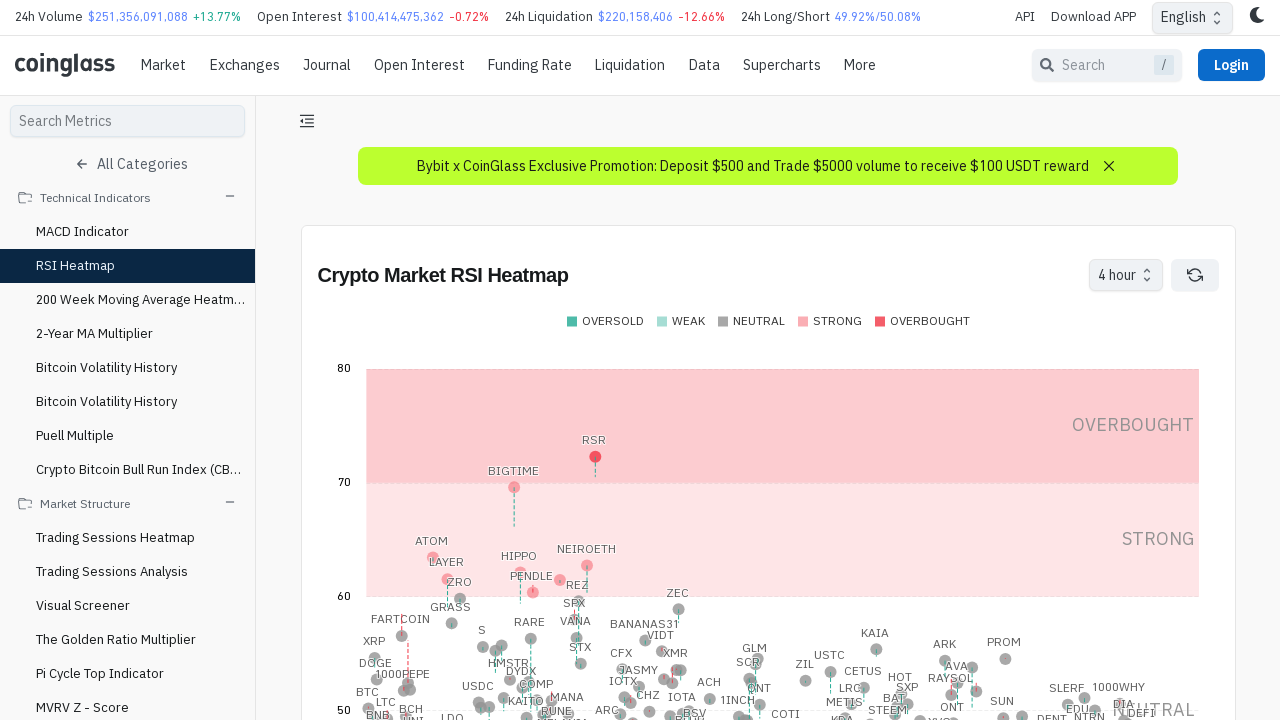 24h Volume $251,356,091,088 +13.77% Open Interest $100,414,475,362 -0.72% 24h Liquidation $220,158,406 -12.66% 24h Long/Short 49.92%/50.08% API Download APP English
coinglass Market Exchanges Journal Open Interest Funding Rate Liquidation Data Supercharts More Search / Login
Search Metrics
All Categories
Technical Indicators
MACD Indicator
RSI Heatmap
200 Week Moving Average Heatm...
2-Year MA Multiplier
Bitcoin Volatility History
Bitcoin Volatility History
Puell Multiple
Crypto Bitcoin Bull Run Index (CB...
Market Structure
Trading Sessions Heatmap
Trading Sessions Analysis
Visual Screener
The Golden Ratio Multiplier
Pi Cycle Top Indicator
MVRV Z - Score
Bybit x CoinGlass Exclusive Promotion: Deposit $500 and Trade $5000 volume to receive $100 USDT reward
Crypto Market RSI Heatmap
4 hour
OVERSOLD WEAK NEUTRAL STRONG OVERBOUGHT
80
OVERBOUGHT
RSR
BIGTIME
70
STRONG
ATOM
NEIROETH
HIPPO
LAYER
PENDLE
ZRO
REZ
ZEC
60
SPX
GRASS
FARTCOIN
RARE
VANA
BANANAS31
S
VIDT
KAIA
XRP
STX
CFX
XMR
GLM
ARK
PROM
DOGE
HMSTR
SCR
ZIL
USTC
AVA
1000PEPE
DYDX
JASMY
CETUS
HOT
RAYSOL
USDC
COMP
IOTX
ACH
QNT
LRC
SXP
SLERF
1000WHY
BTC
LTC
KAITO
MANA
CHZ
IOTA
1INCH
METIS
BAT
ONT
SUN
DIA
BNB
BCH
ARC
BSV
COTI
STEEM
EDU
50
NEUTRAL